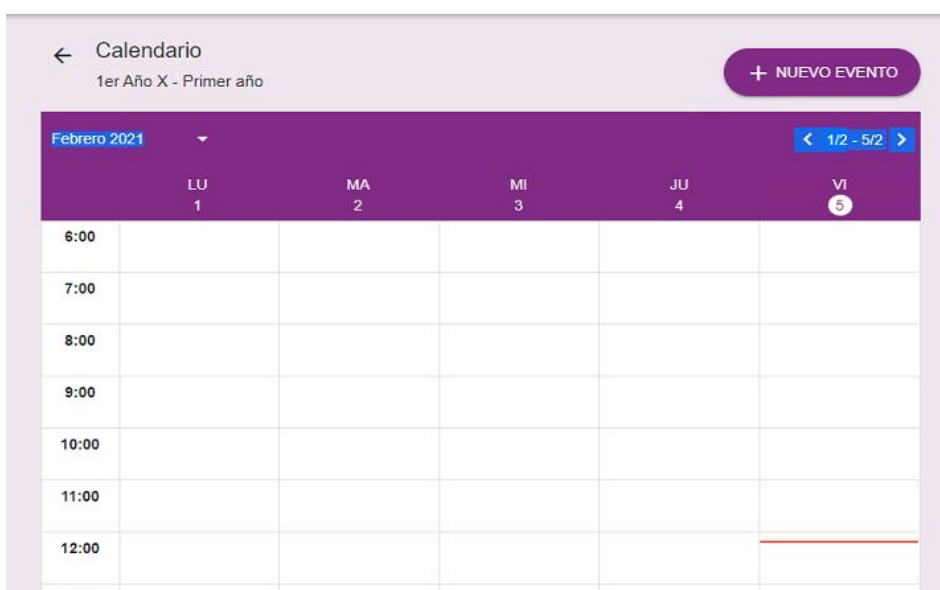 Calendario
1er Año X - Primer año
+ NUEVO EVENTO
Febrero 2021
1/2 - 5/2
LU MA MI JU VI
1 2 3 4 5
6:00
7:00
8:00
9:00
10:00
11:00
12:00